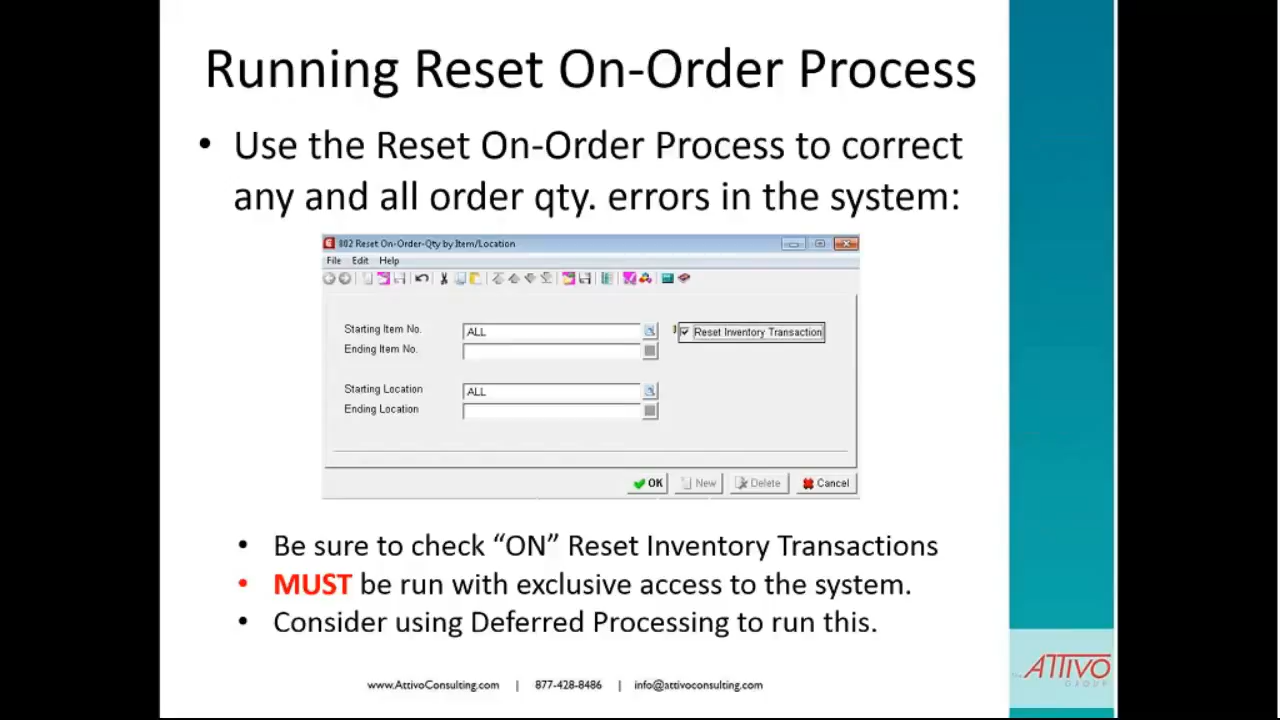 Running Reset On-Order Process
• Use the Reset On-Order Process to correct
any and all order qty. errors in the system:
802 Reset On-Order-Qty by Item/Location
File Edit Help
Starting Item No. ALL Reset Inventory Transaction
Ending Item No.
Starting Location ALL
Ending Location
OK New Delete Cancel
• Be sure to check “ON” Reset Inventory Transactions
• MUST be run with exclusive access to the system.
• Consider using Deferred Processing to run this.
www.AttivoConsulting.com | 877-428-8486 | info@attivoconsulting.com
The ATTIVO
GROUP